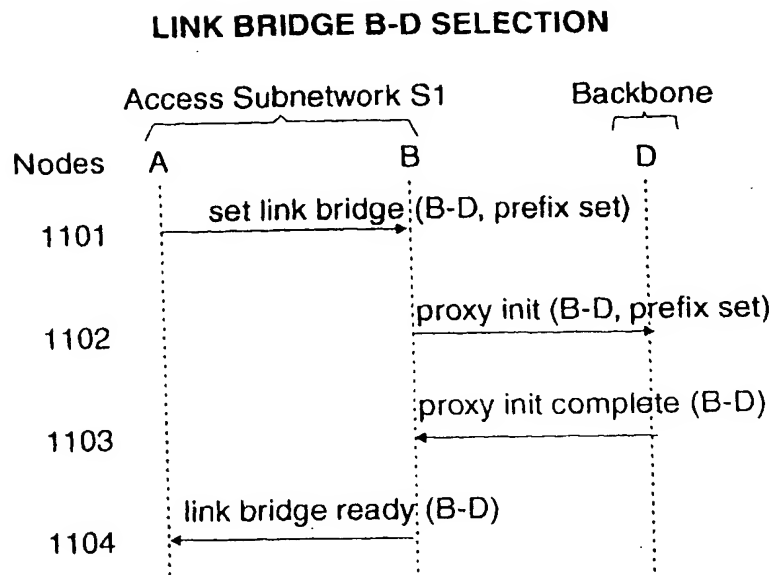 LINK BRIDGE B-D SELECTION
Access Subnetwork S1 Backbone
Nodes A B D
set link bridge (B-D, prefix set)
1101
proxy init (B-D, prefix set)
1102
proxy init complete (B-D)
1103
link bridge ready (B-D)
1104